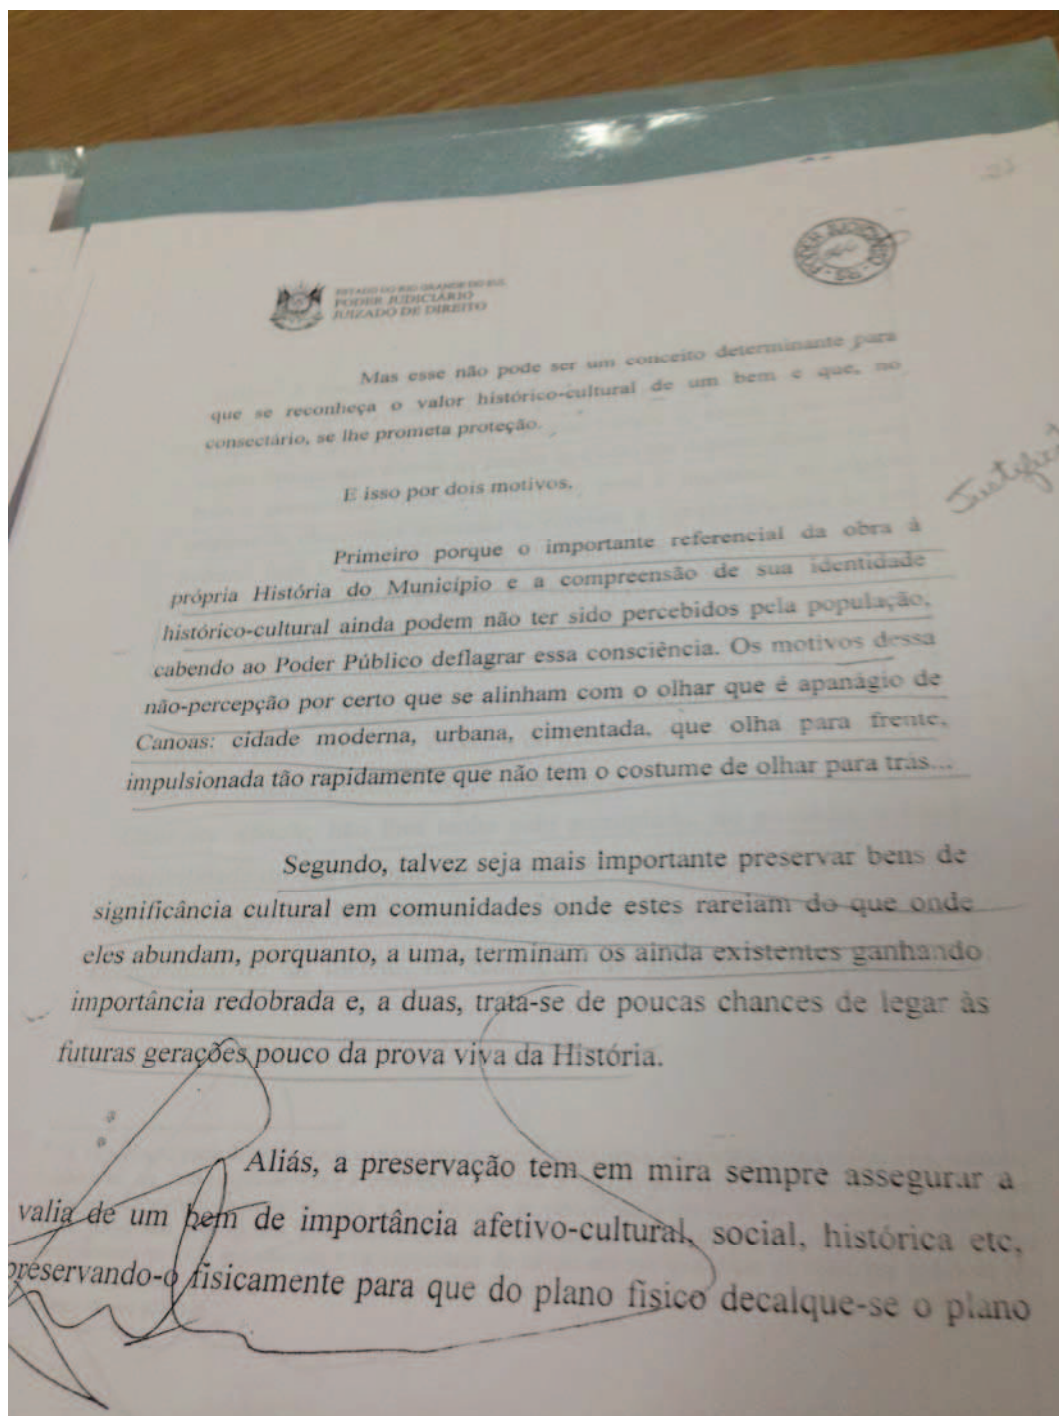 PODER JUDICIÁRIO - RS
ESTADO DO RIO GRANDE DO SUL
PODER JUDICIÁRIO
JUIZADO DE DIREITO
Mas esse não pode ser um conceito determinante para
que se reconheça o valor histórico-cultural de um bem e que, no
consectário, se lhe prometa proteção.
E isso por dois motivos.
Primeiro porque o importante referencial da obra à
própria História do Município e a compreensão de sua identidade
histórico-cultural ainda podem não ter sido percebidos pela população,
cabendo ao Poder Público deflagrar essa consciência. Os motivos dessa
não-percepção por certo que se alinham com o olhar que é apanágio de
Canoas: cidade moderna, urbana, cimentada, que olha para frente,
impulsionada tão rapidamente que não tem o costume de olhar para trás...
Segundo, talvez seja mais importante preservar bens de
significância cultural em comunidades onde estes rareiam do que onde
eles abundam, porquanto, a uma, terminam os ainda existentes ganhando
importância redobrada e, a duas, trata-se de poucas chances de legar às
futuras gerações pouco da prova viva da História.
Aliás, a preservação tem em mira sempre assegurar a
valia de um bem de importância afetivo-cultural, social, histórica etc,
preservando-o fisicamente para que do plano físico decalque-se o plano